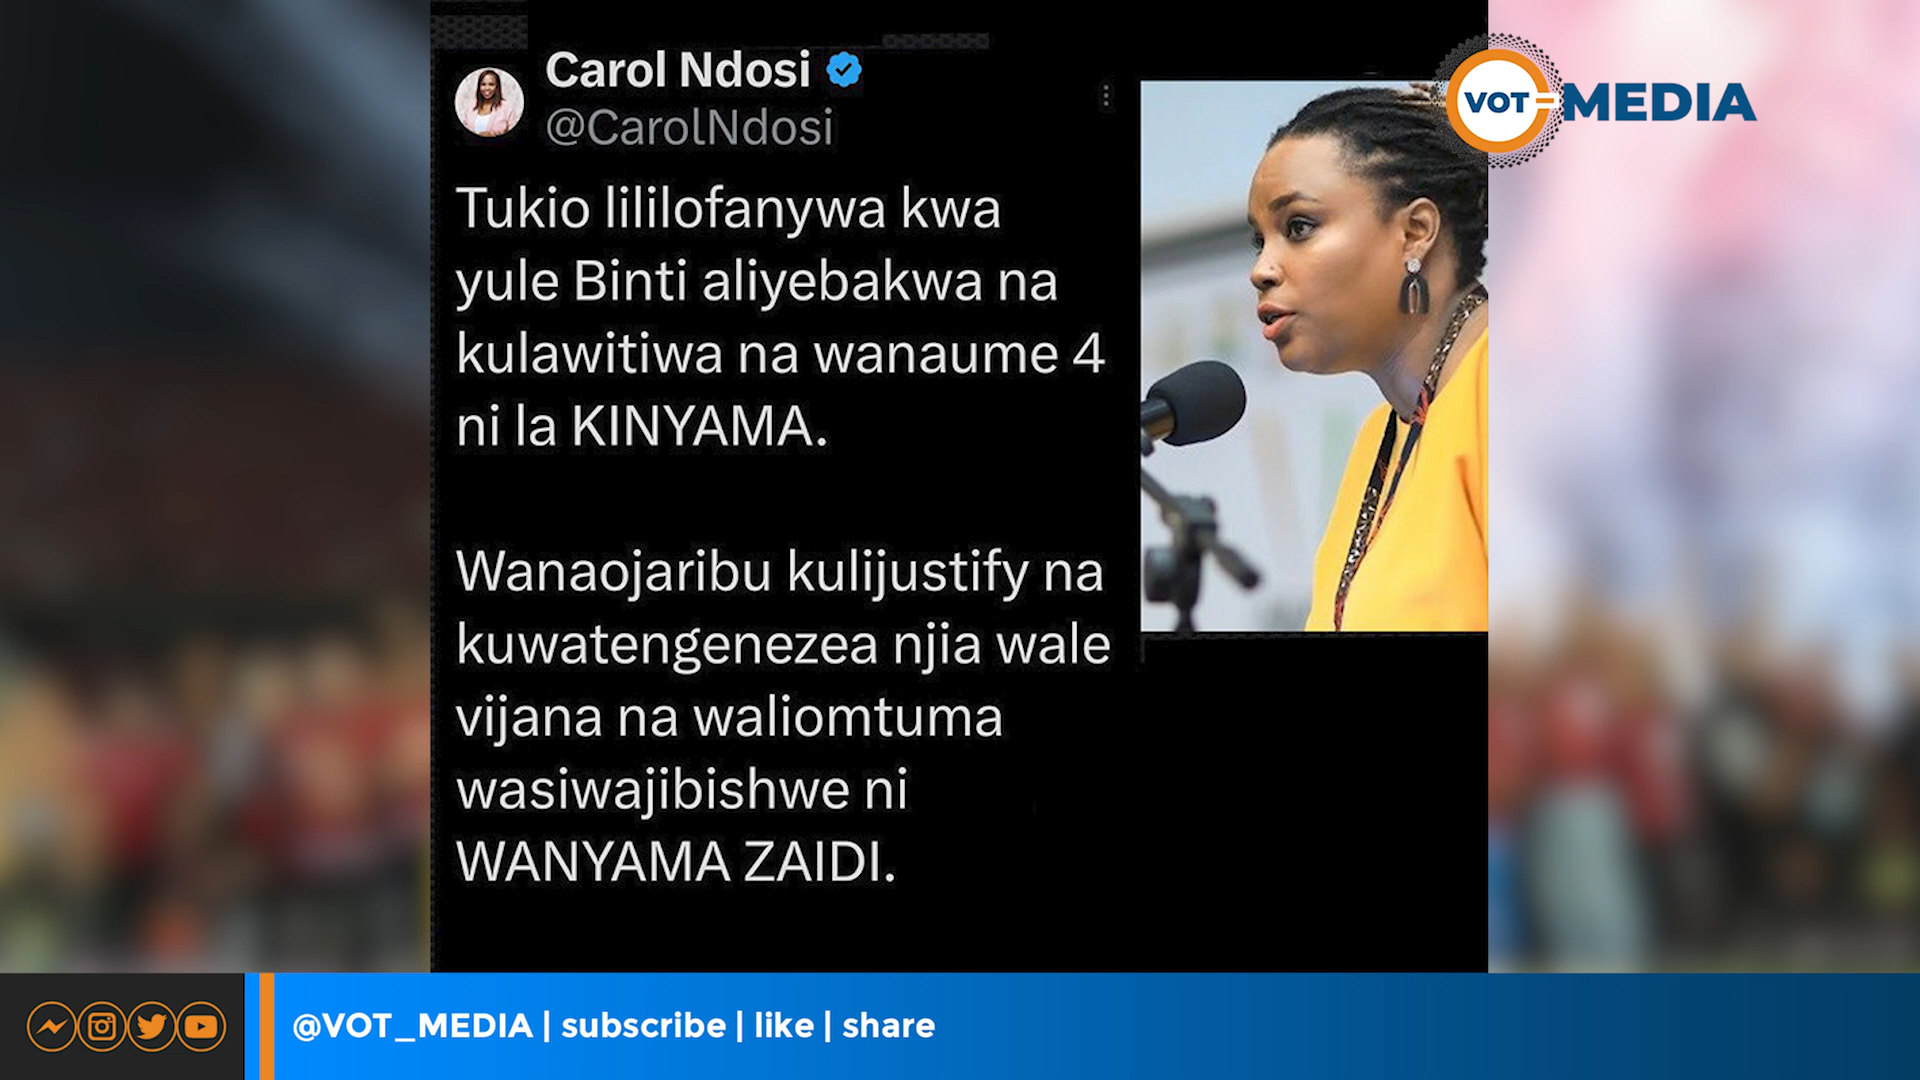 Carol Ndosi
@CarolNdosi
VOT MEDIA
Tukio lililofanywa kwa
yule Binti aliyebakwa na
kulawitiwa na wanaume 4
ni la KINYAMA.
Wanaojaribu kulijustify na
kuwatengenezea njia wale
vijana na waliomtuma
wasiwajibishwe ni
WANYAMA ZAIDI.
@VOT_MEDIA | subscribe | like | share